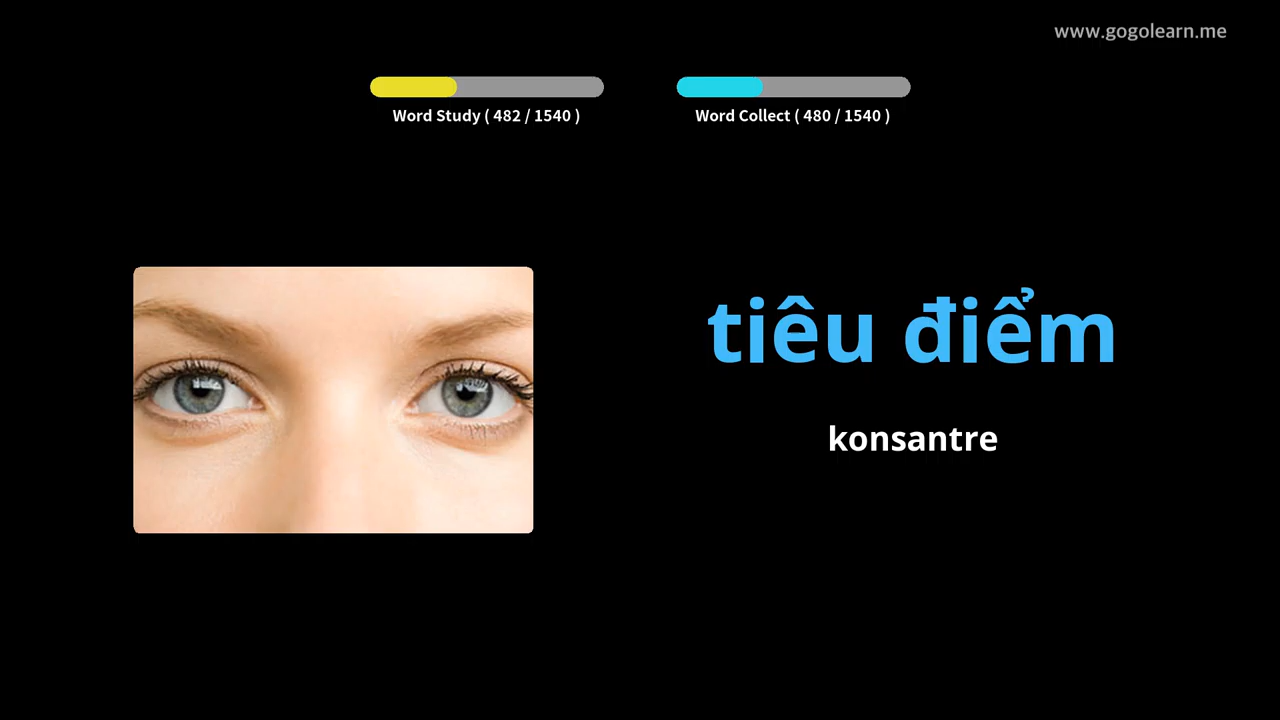 www.gogolearn.me
Word Study ( 482 / 1540 )
Word Collect ( 480 / 1540 )
tiêu điểm
konsantre